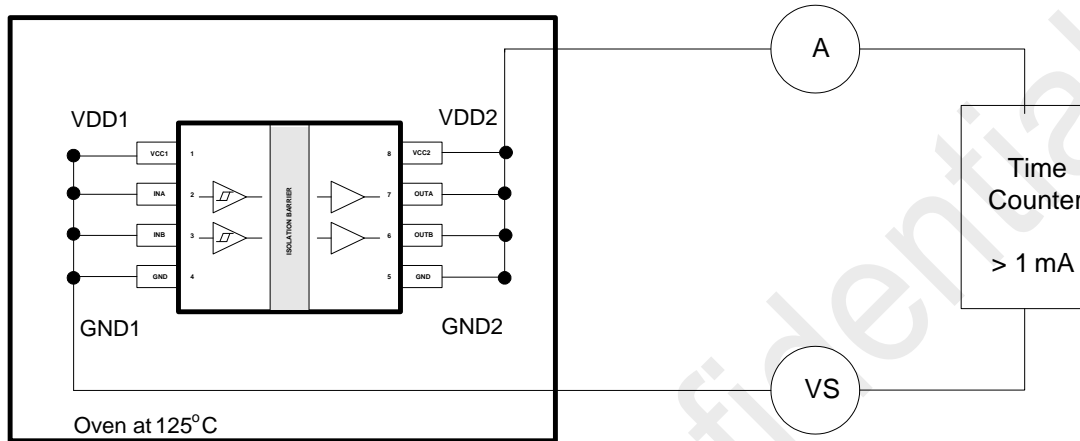 A
VDD1
VDD2
Time
Counter
> 1 mA
VCC1 1
8 VCC2
INA 2
7 OUTA
INB 3
6 OUTB
GND 4
5 GND
ISOLATION BARRIER
GND1
GND2
VS
Oven at 125°C
fidential